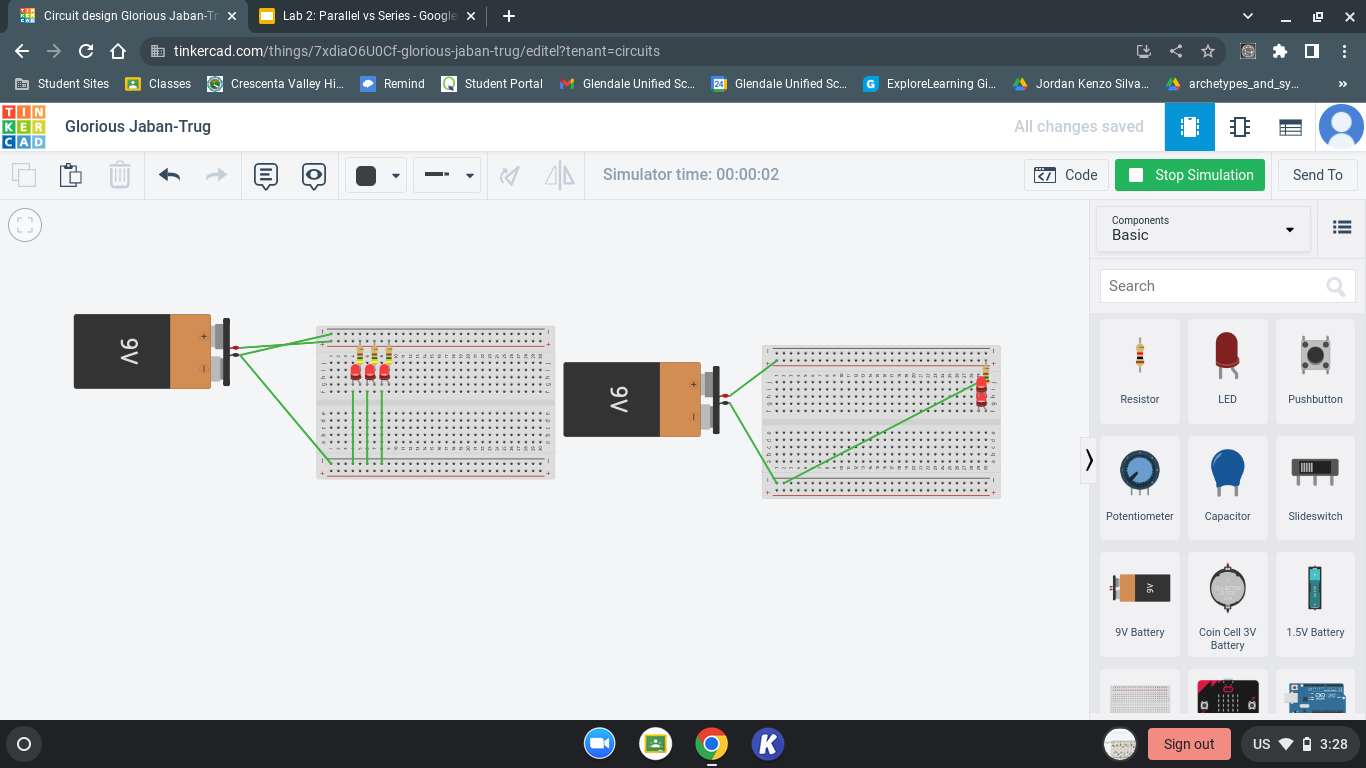 Circuit design Glorious Jaban-Tr
Lab 2: Parallel vs Series - Google
tinkercad.com/things/7xdiaO6U0Cf-glorious-jaban-trug/editel?tenant=circuits
Student Sites
Classes
Crescenta Valley Hi...
Remind
Student Portal
Glendale Unified Sc...
Glendale Unified Sc...
ExploreLearning Gi...
Jordan Kenzo Silva...
archetypes_and_sy...
TIN
KER
CAD
Glorious Jaban-Trug
All changes saved
Simulator time: 00:00:02
Code
Stop Simulation
Send To
Components
Basic
Search
9V
9V
Resistor
LED
Pushbutton
Potentiometer
Capacitor
Slideswitch
9V Battery
Coin Cell 3V
Battery
1.5V Battery
Sign out
US
3:28